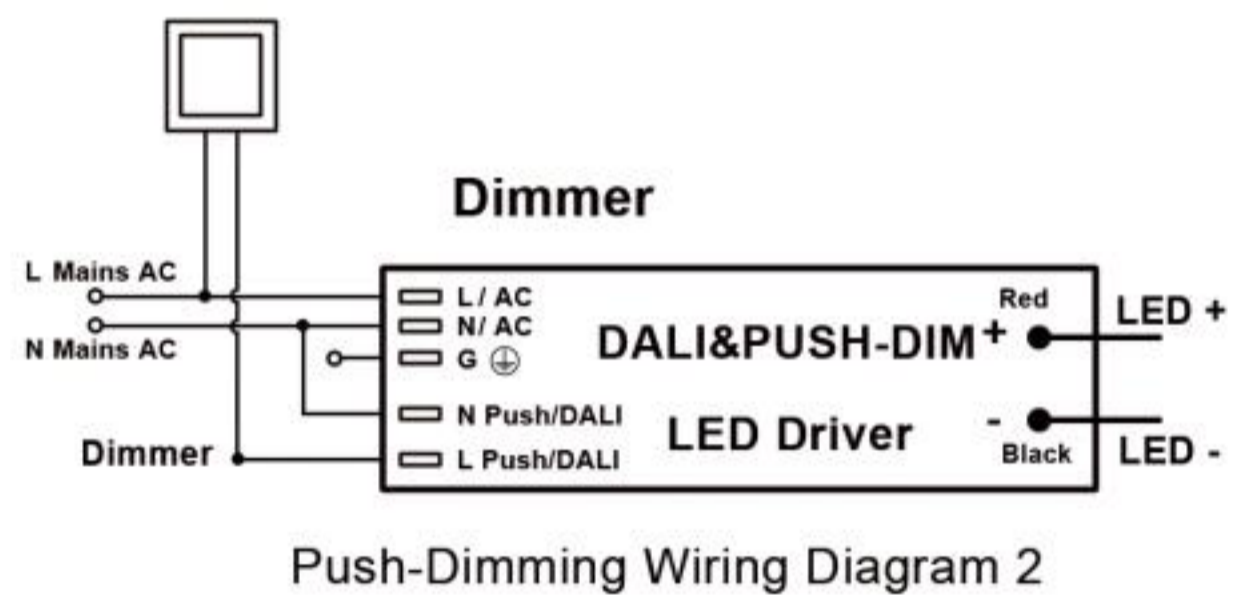 Dimmer
L Mains AC
N Mains AC
Dimmer
L/ AC
N/ AC
G
N Push/DALI
L Push/DALI
DALI&PUSH-DIM
LED Driver
Red
+
-
Black
LED +
LED -
Push-Dimming Wiring Diagram 2